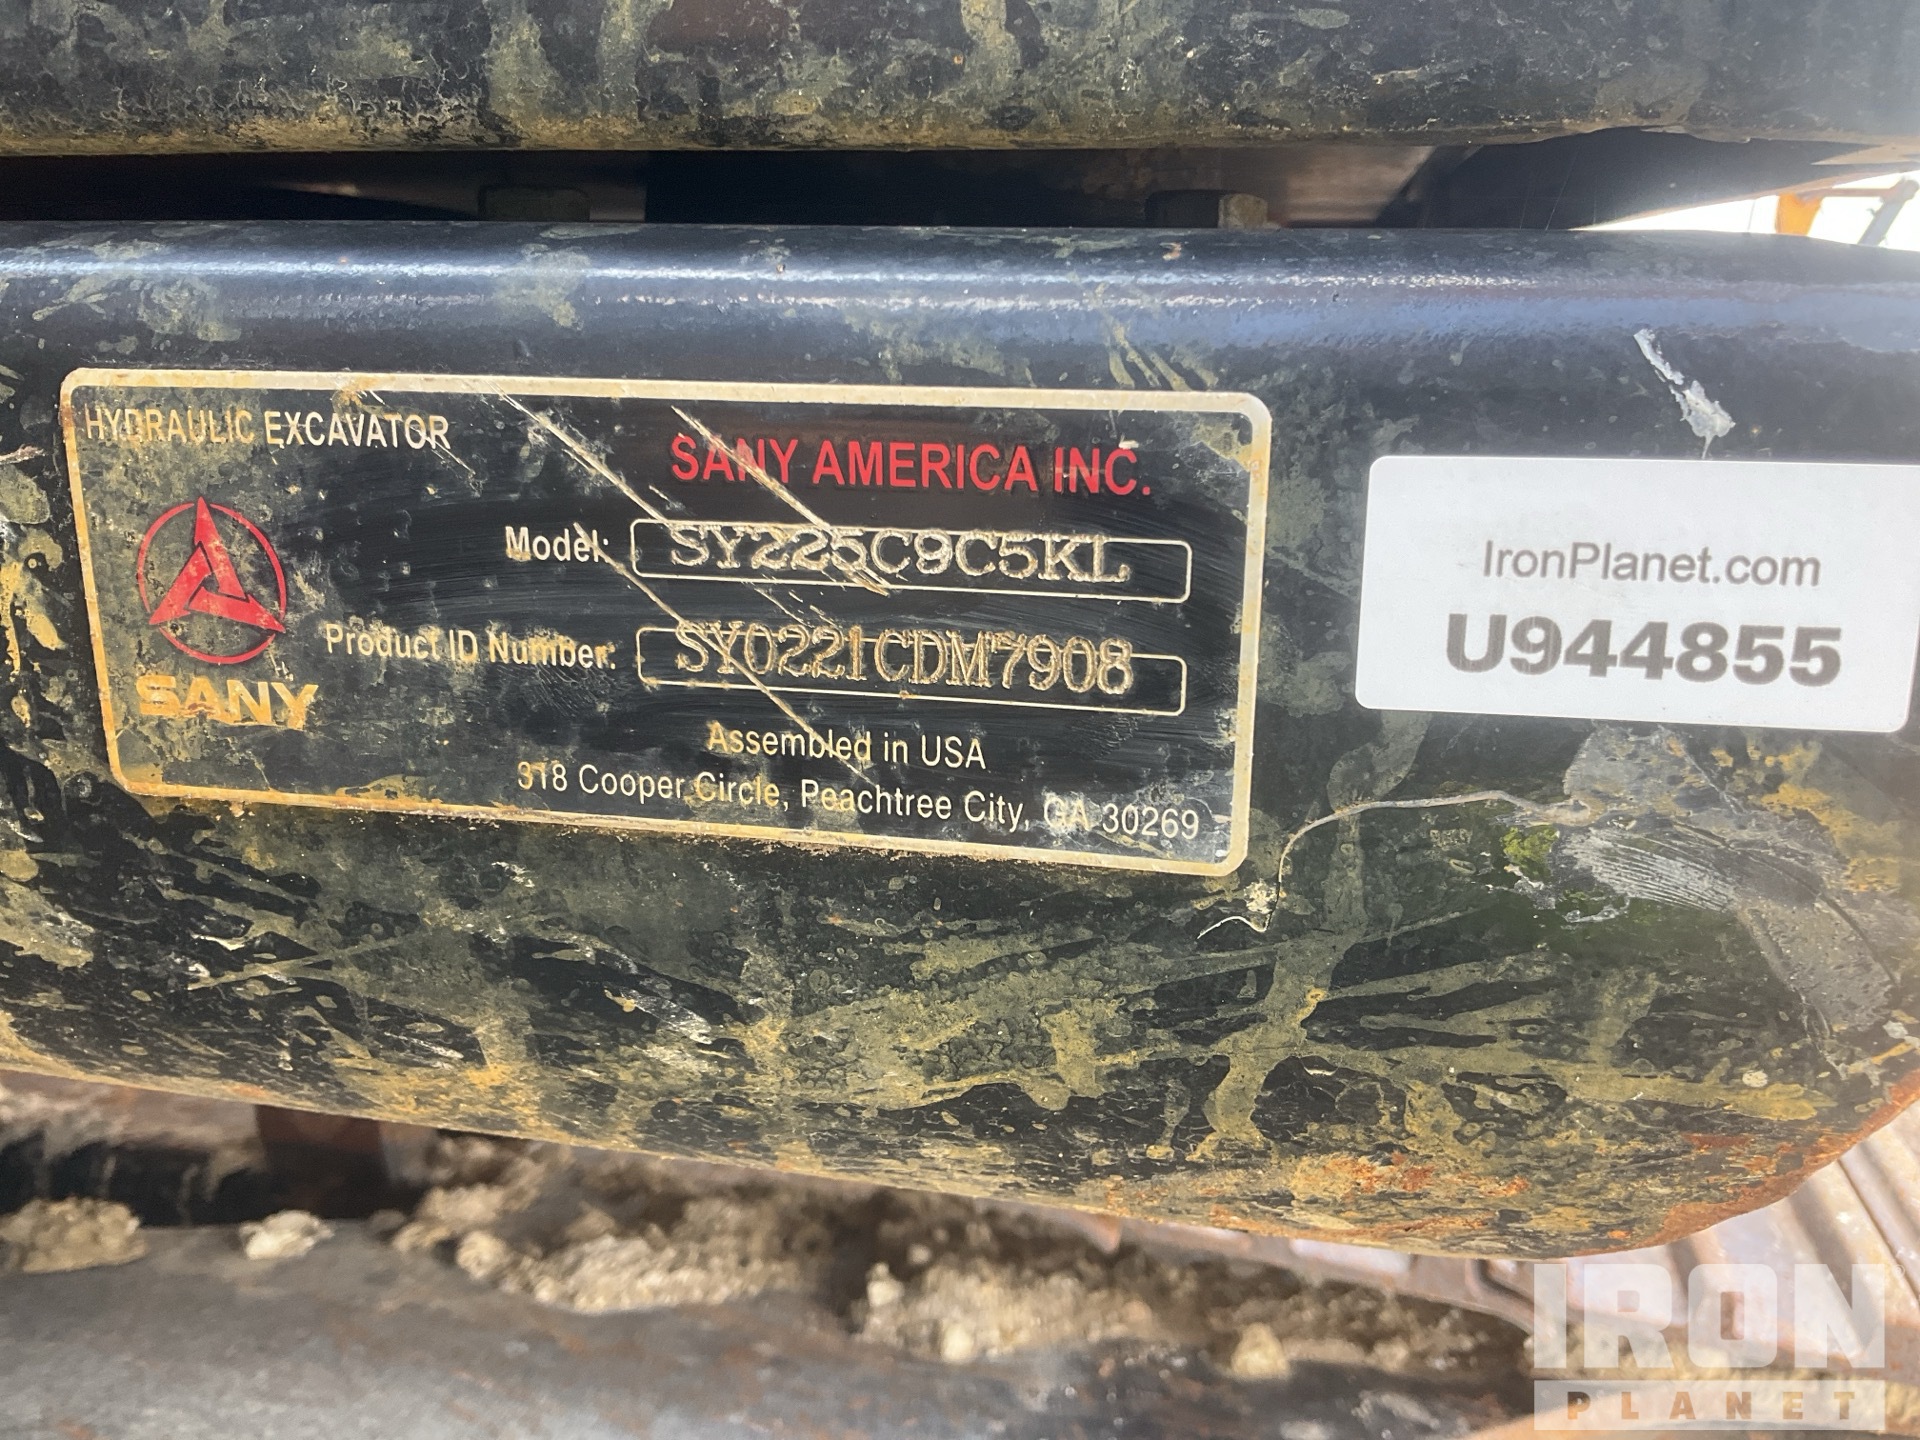 HYDRAULIC EXCAVATOR
SANY AMERICA INC.
Model: SY225C9C5KL
Product ID Number: SY0221CDM7908
SANY
Assembled in USA
318 Cooper Circle, Peachtree City, GA 30269
IronPlanet.com
U944855
IRON
PLANET